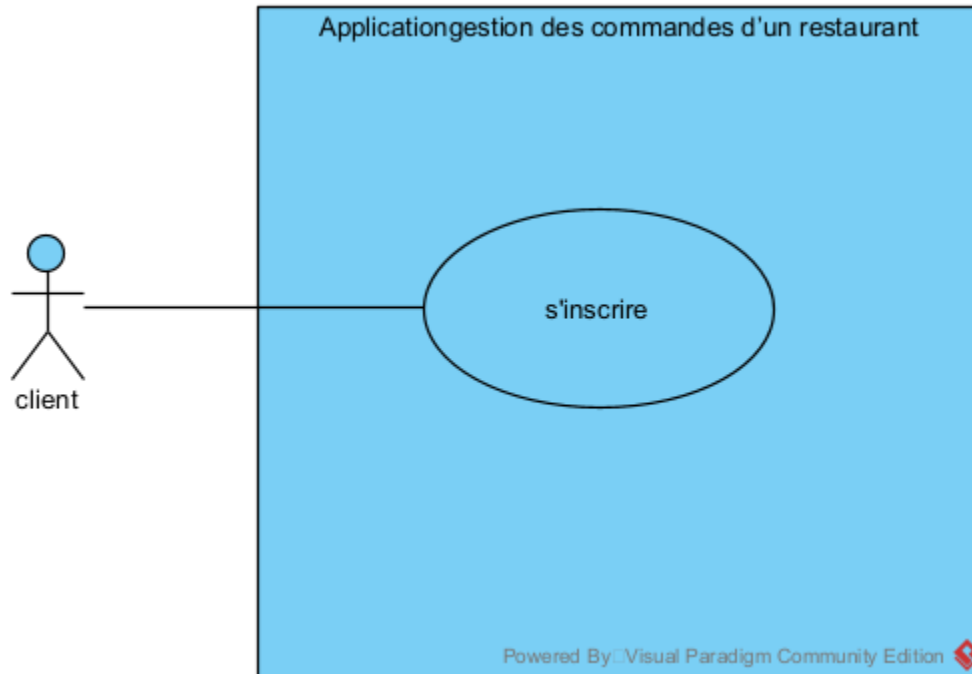 Applicationgestion des commandes d'un restaurant
s'inscrire
client
Powered By Visual Paradigm Community Edition